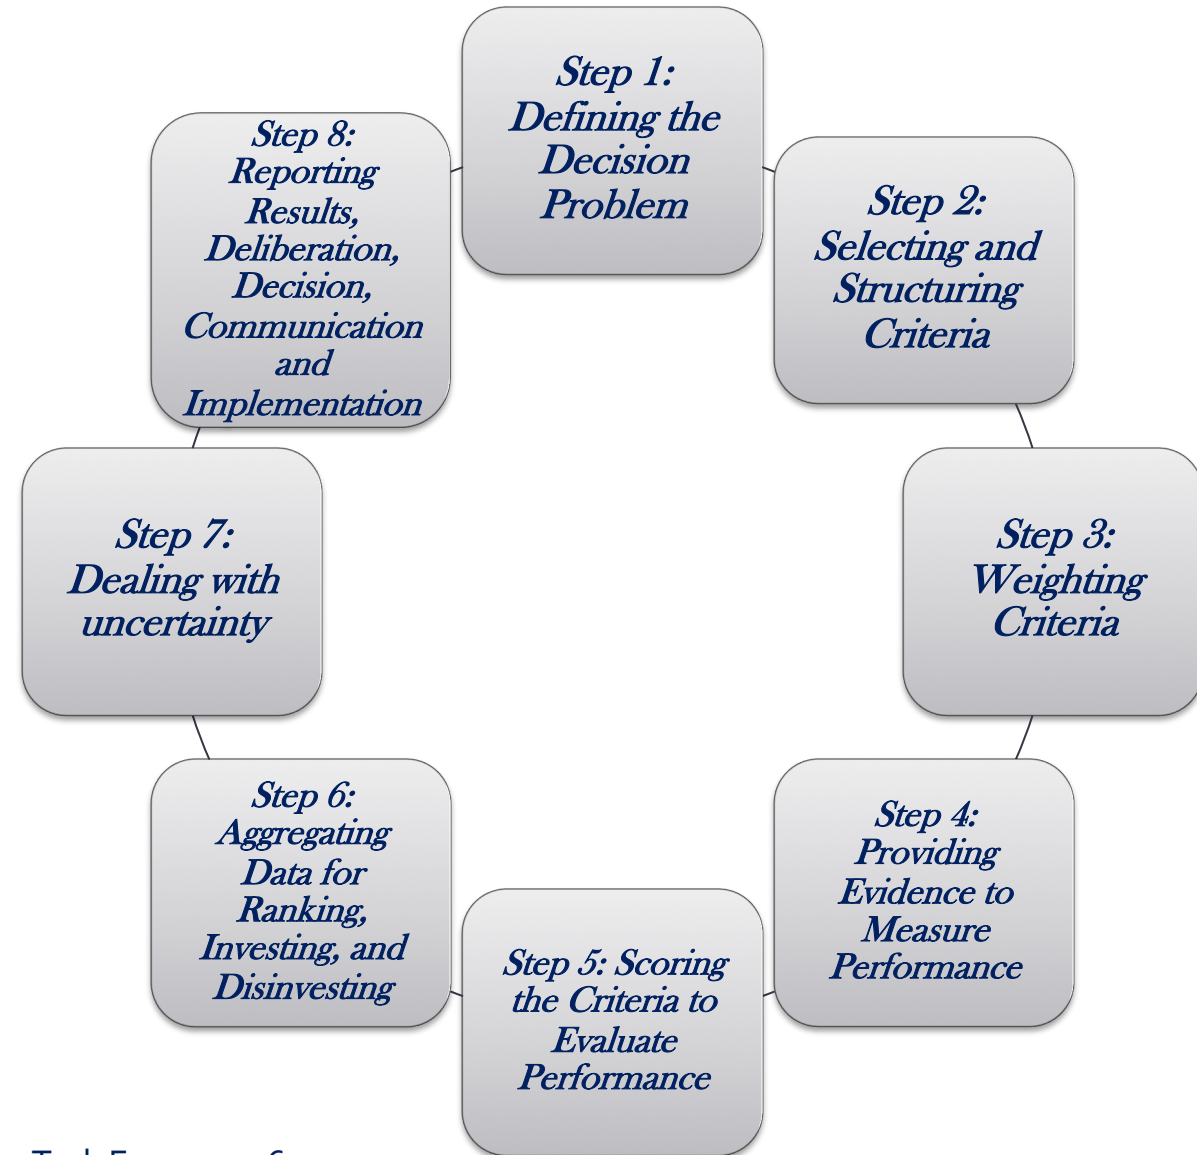 Step 1:
Defining the
Decision
Problem
Step 2:
Selecting and
Structuring
Criteria
Step 3:
Weighting
Criteria
Step 4:
Providing
Evidence to
Measure
Performance
Step 5: Scoring
the Criteria to
Evaluate
Performance
Step 6:
Aggregating
Data for
Ranking,
Investing, and
Disinvesting
Step 7:
Dealing with
uncertainty
Step 8:
Reporting
Results,
Deliberation,
Decision,
Communication
and
Implementation